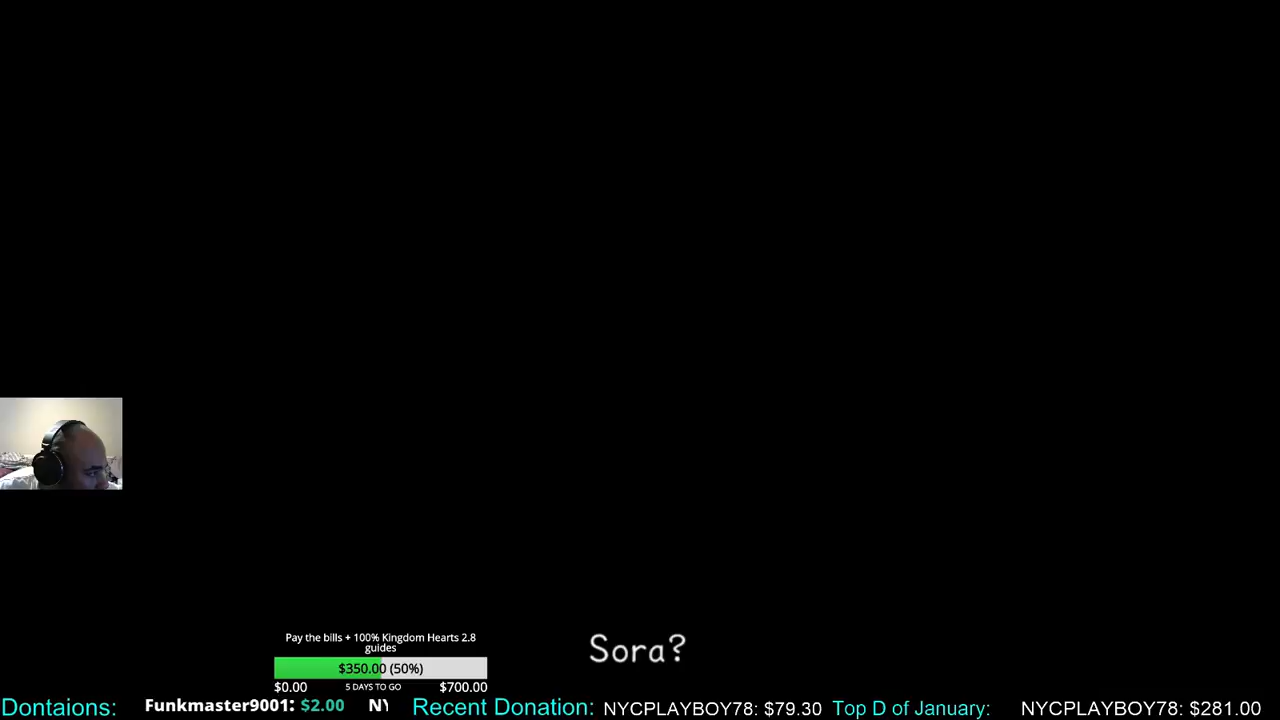 Pay the bills + 100% Kingdom Hearts 2.8
guides
$350.00 (50%)
$0.00 5 DAYS TO GO $700.00
Sora?
Dontaions: Funkmaster9001: $2.00 NY Recent Donation: NYCPLAYBOY78: $79.30 Top D of January: NYCPLAYBOY78: $281.00